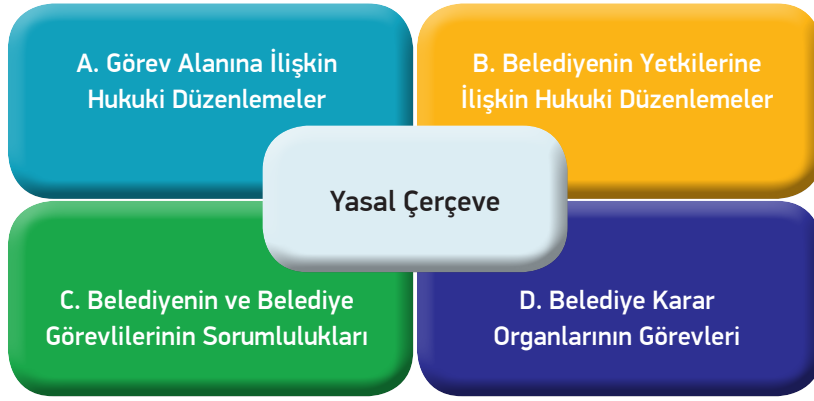 A. Görev Alanına İlişkin
Hukuki Düzenlemeler
B. Belediyenin Yetkilerine
İlişkin Hukuki Düzenlemeler
Yasal Çerçeve
C. Belediyenin ve Belediye
Görevlilerinin Sorumlulukları
D. Belediye Karar
Organlarının Görevleri